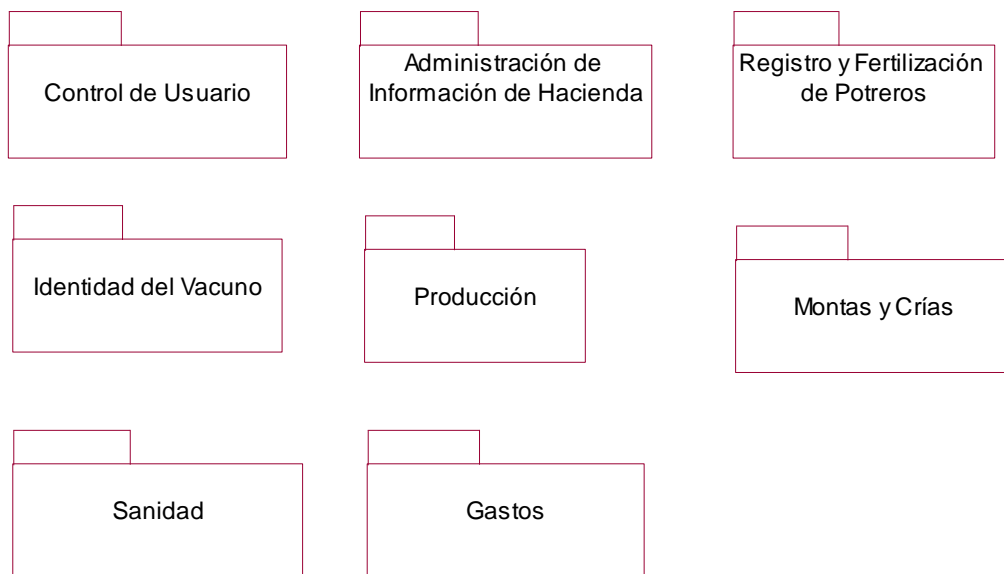 Control de Usuario
Administración de
Información de Hacienda
Registro y Fertilización
de Potreros
Identidad del Vacuno
Producción
Montas y Crías
Sanidad
Gastos